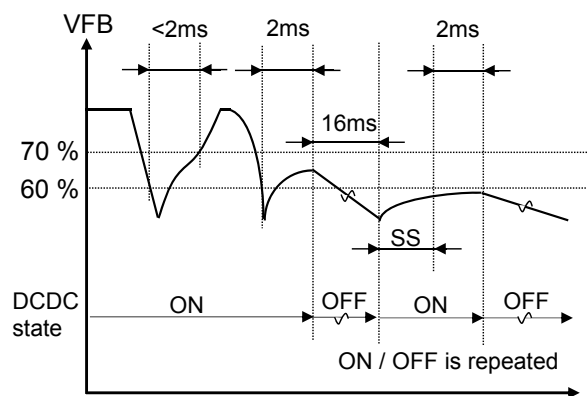 VFB
<2ms
2ms
2ms
16ms
70 %
60 %
SS
DCDC
state
ON
OFF
ON
OFF
ON / OFF is repeated